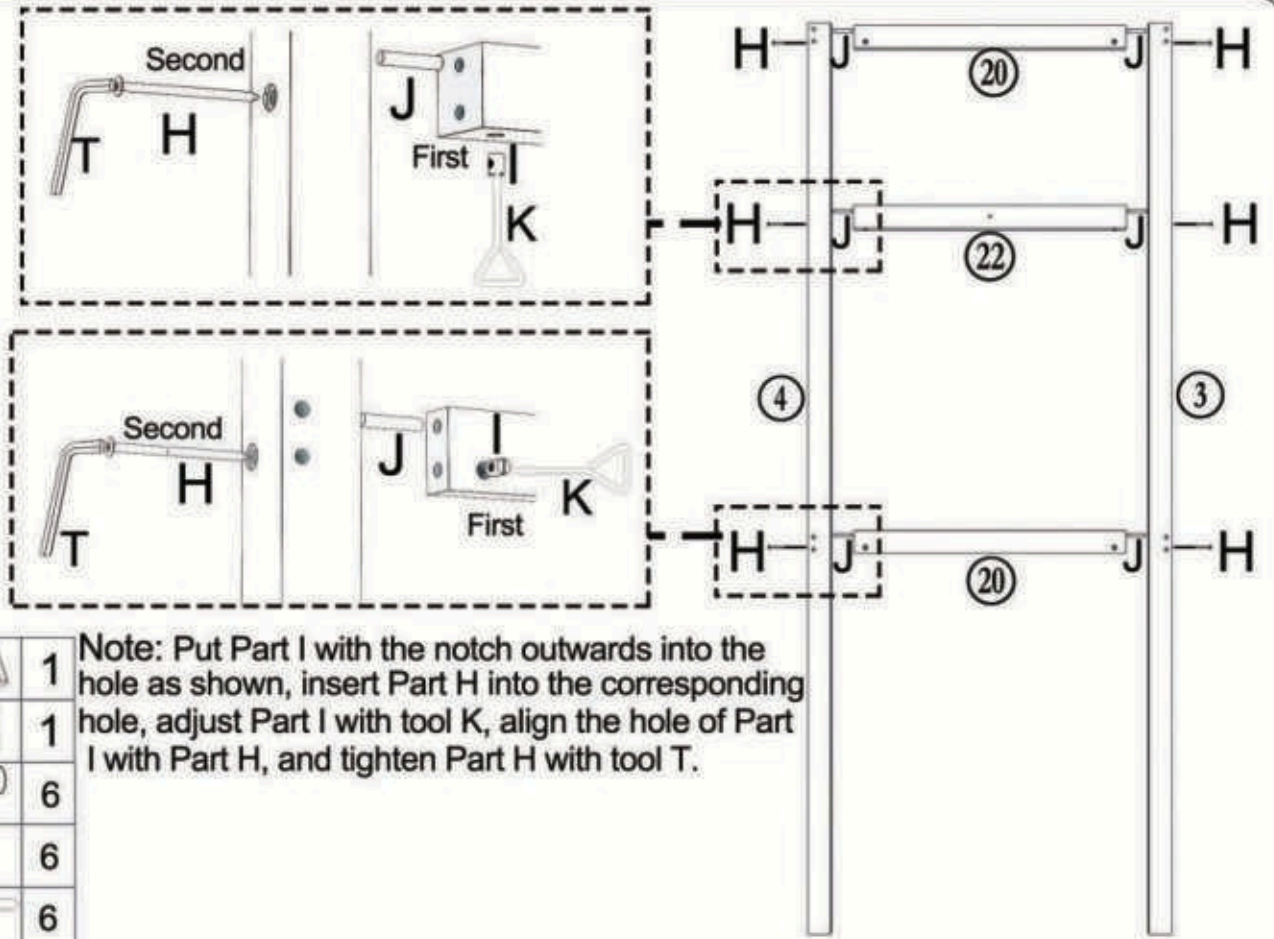 Second
H
T
J
First
I
K
Second
H
T
J
I
First
K
H
J
20
J
H
H
J
22
J
H
4
3
H
J
20
J
H
1
1
6
6
6
Note: Put Part I with the notch outwards into the
hole as shown, insert Part H into the corresponding
hole, adjust Part I with tool K, align the hole of Part
I with Part H, and tighten Part H with tool T.